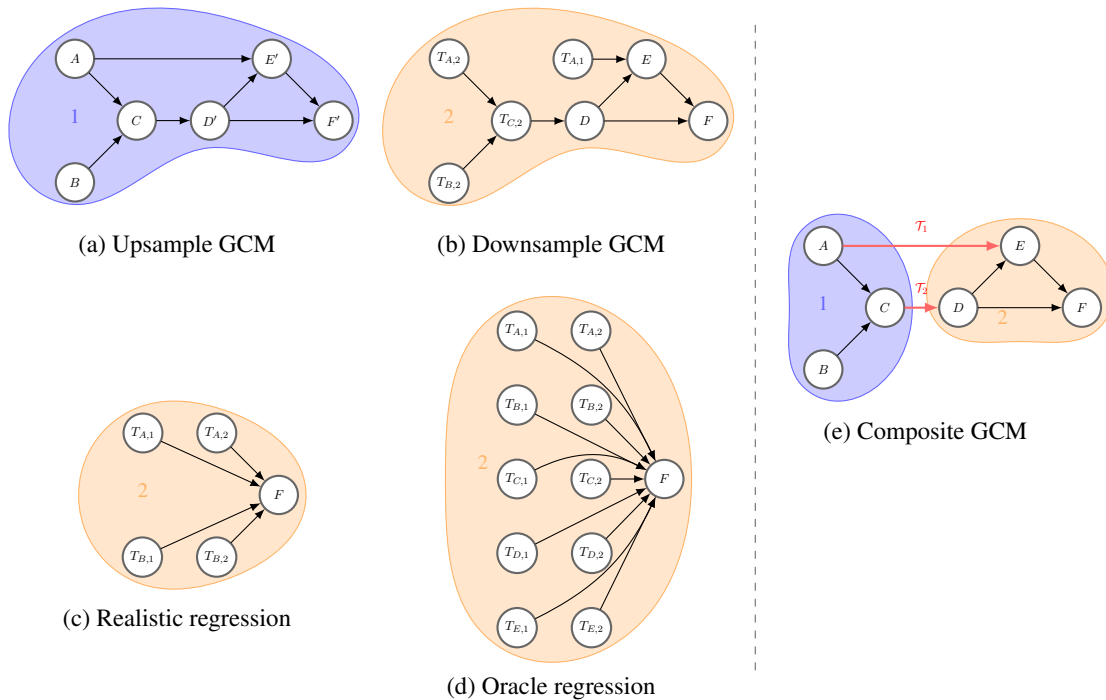 A
E′
1
C
D′
F′
B
(a) Upsample GCM
T_{A,2}
T_{A,1}
E
2
T_{C,2}
D
F
T_{B,2}
(b) Downsample GCM
T_{A,1}
T_{A,2}
2
F
T_{B,1}
T_{B,2}
(c) Realistic regression
T_{A,1}
T_{A,2}
T_{B,1}
T_{B,2}
2
T_{C,1}
T_{C,2}
F
T_{D,1}
T_{D,2}
T_{E,1}
T_{E,2}
(d) Oracle regression
𝒯_1
A
E
𝒯_2
1
C
D
2
F
B
(e) Composite GCM